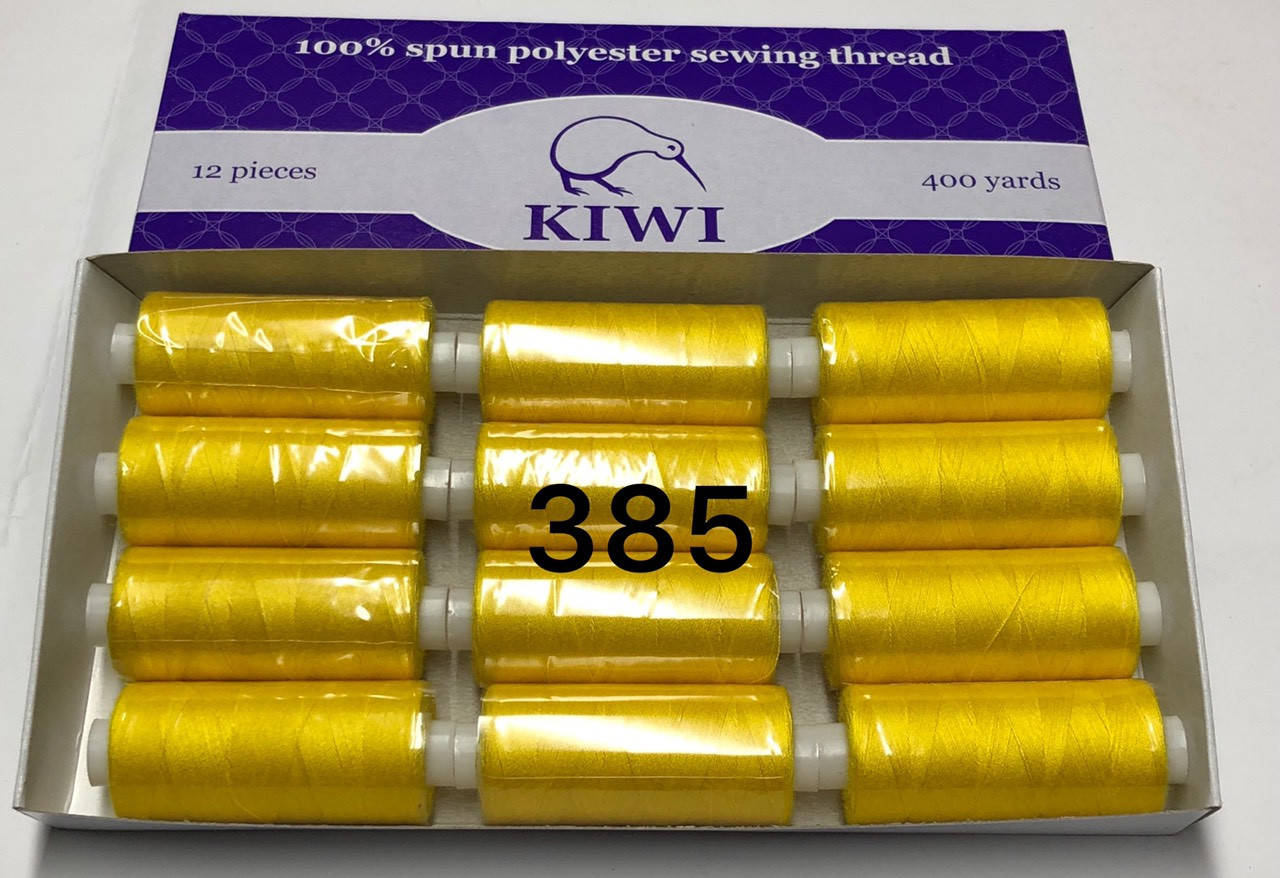 100% spun polyester sewing thread
12 pieces
400 yards
KIWI
385